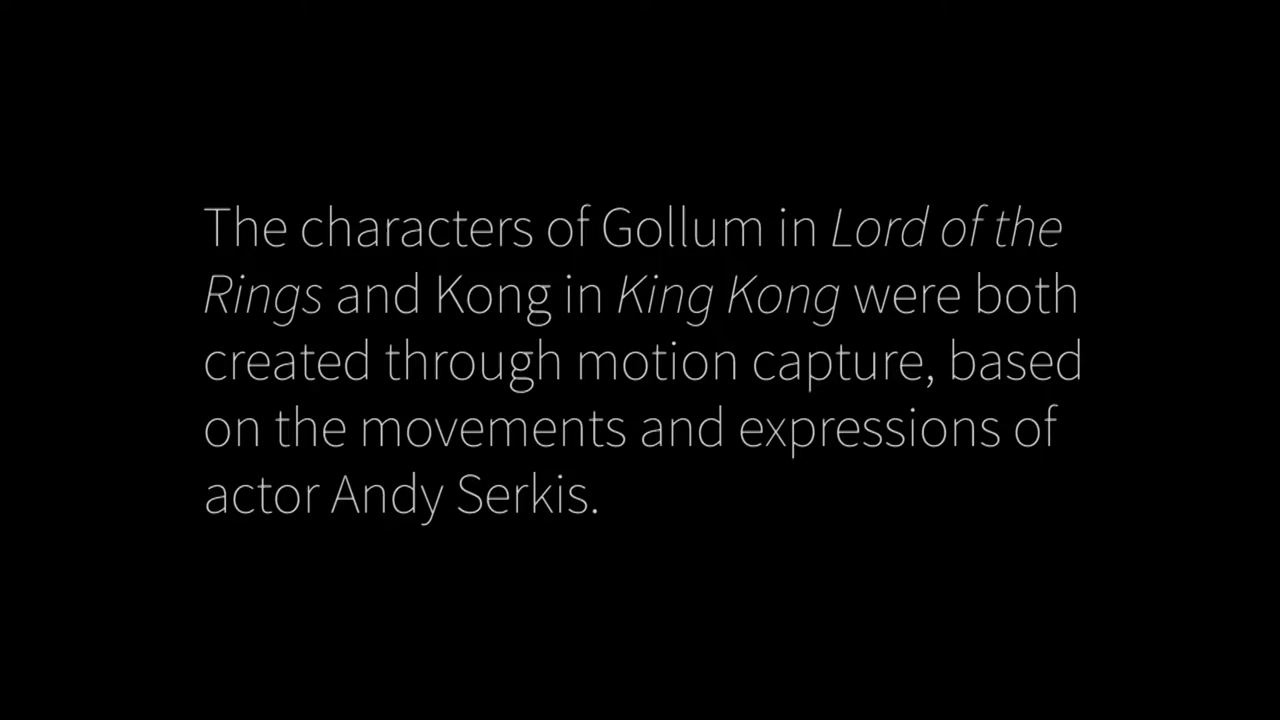 The characters of Gollum in Lord of the
Rings and Kong in King Kong were both
created through motion capture, based
on the movements and expressions of
actor Andy Serkis.